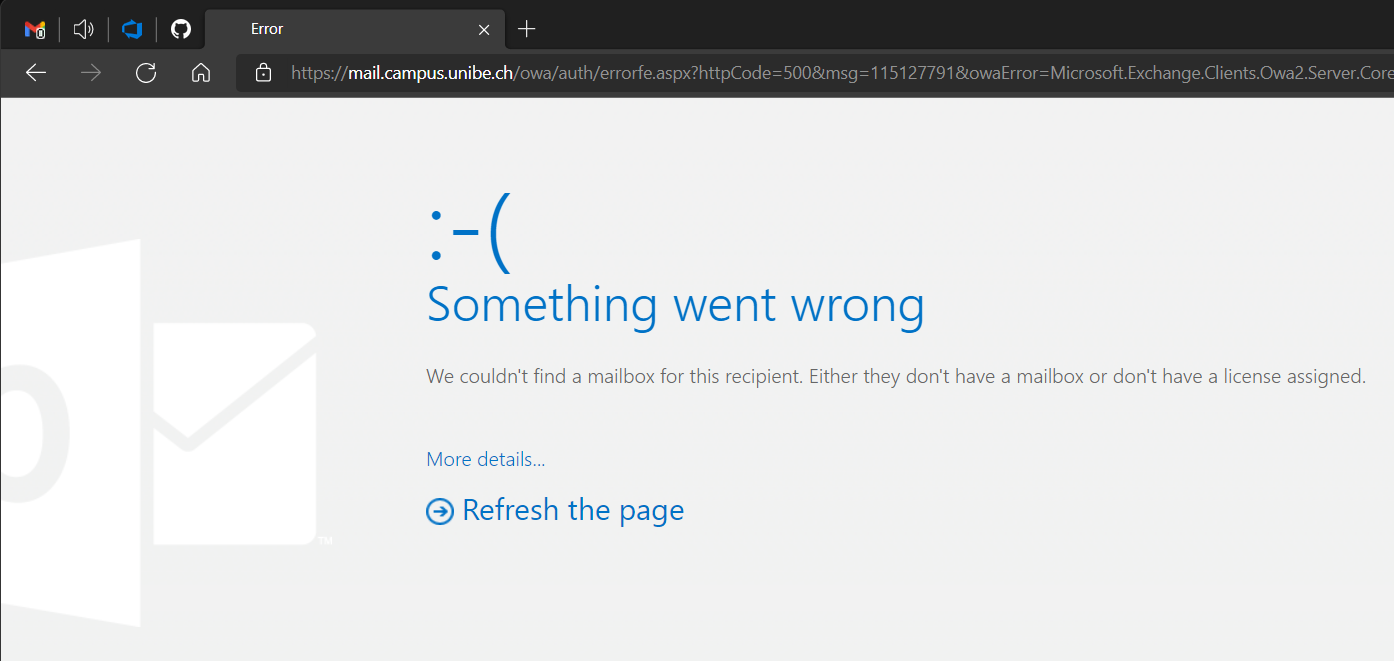 Error
https://mail.campus.unibe.ch/owa/auth/errorfe.aspx?httpCode=500&msg=115127791&owaError=Microsoft.Exchange.Clients.Owa2.Server.Core
:-(
Something went wrong
We couldn't find a mailbox for this recipient. Either they don't have a mailbox or don't have a license assigned.
More details...
Refresh the page
TM